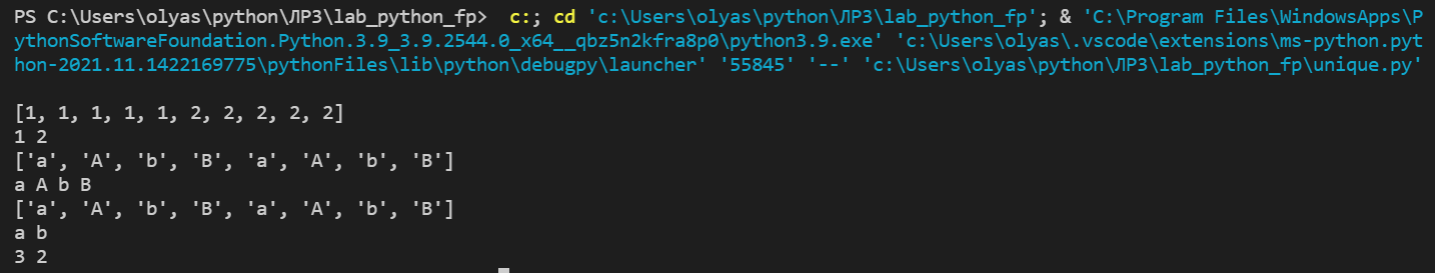 PS C:\Users\olyas\python\ЛР3\lab_python_fp>  c:; cd 'c:\Users\olyas\python\ЛР3\lab_python_fp'; & 'C:\Program Files\WindowsApps\P
ythonSoftwareFoundation.Python.3.9_3.9.2544.0_x64__qbz5n2kfra8p0\python3.9.exe' 'c:\Users\olyas\.vscode\extensions\ms-python.pyt
hon-2021.11.1422169775\pythonFiles\lib\python\debugpy\launcher' '55845' '--' 'c:\Users\olyas\python\ЛР3\lab_python_fp\unique.py'
[1, 1, 1, 1, 1, 2, 2, 2, 2, 2]
1 2
['a', 'A', 'b', 'B', 'a', 'A', 'b', 'B']
a A b B
['a', 'A', 'b', 'B', 'a', 'A', 'b', 'B']
a b
3 2